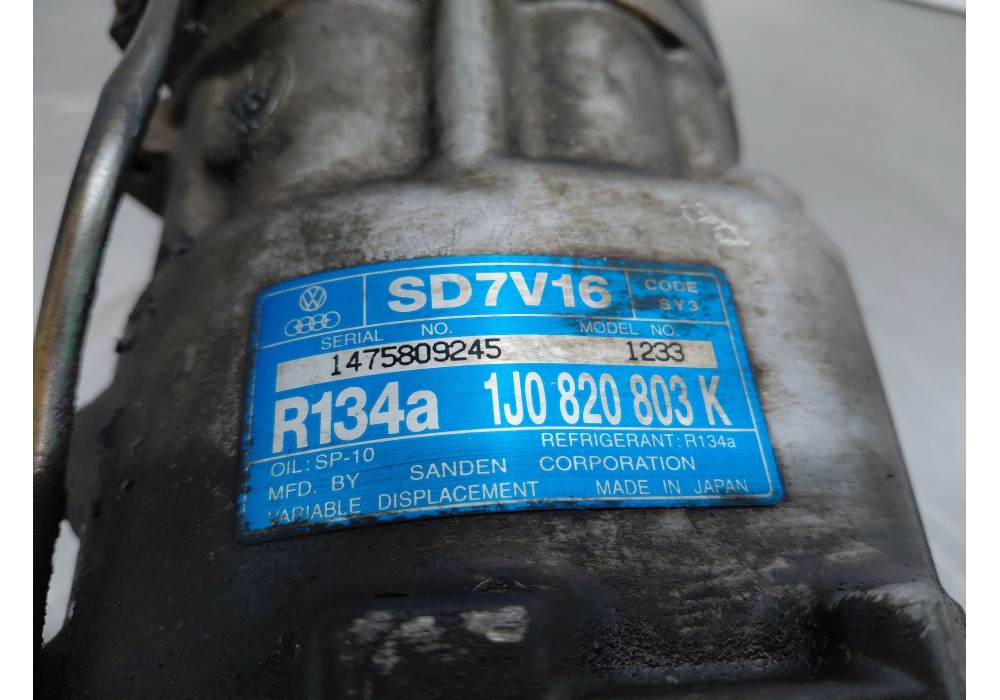 SD7V16
CODE
SY3
SERIAL NO. MODEL NO.
1475809245 1233
R134a 1J0 820 803 K
OIL: SP-10 REFRIGERANT: R134a
MFD. BY SANDEN CORPORATION
VARIABLE DISPLACEMENT MADE IN JAPAN